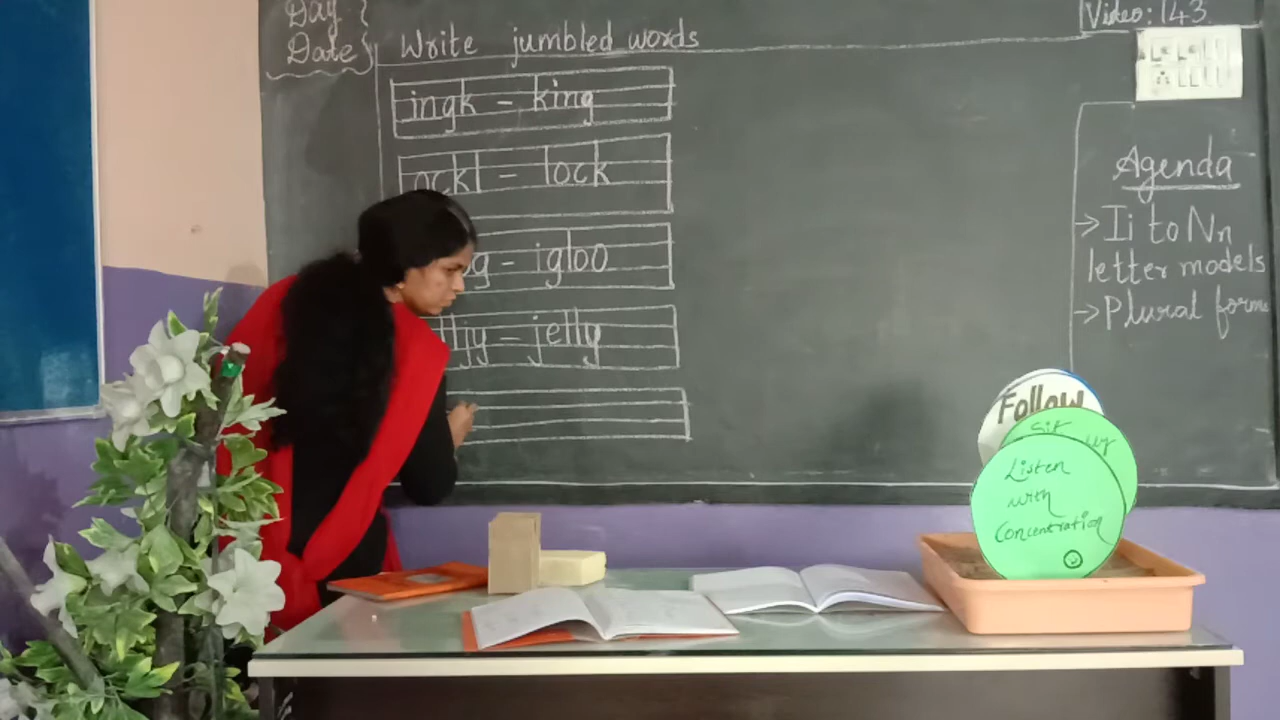 Day
Date
Write jumbled words
Video: 143
ingk - king
ockl - lock
g - igloo
lljy - jelly
Agenda
→ Ii to Nn
letter models
→ Plural form
Follow
Sit
Listen
with
Concentration